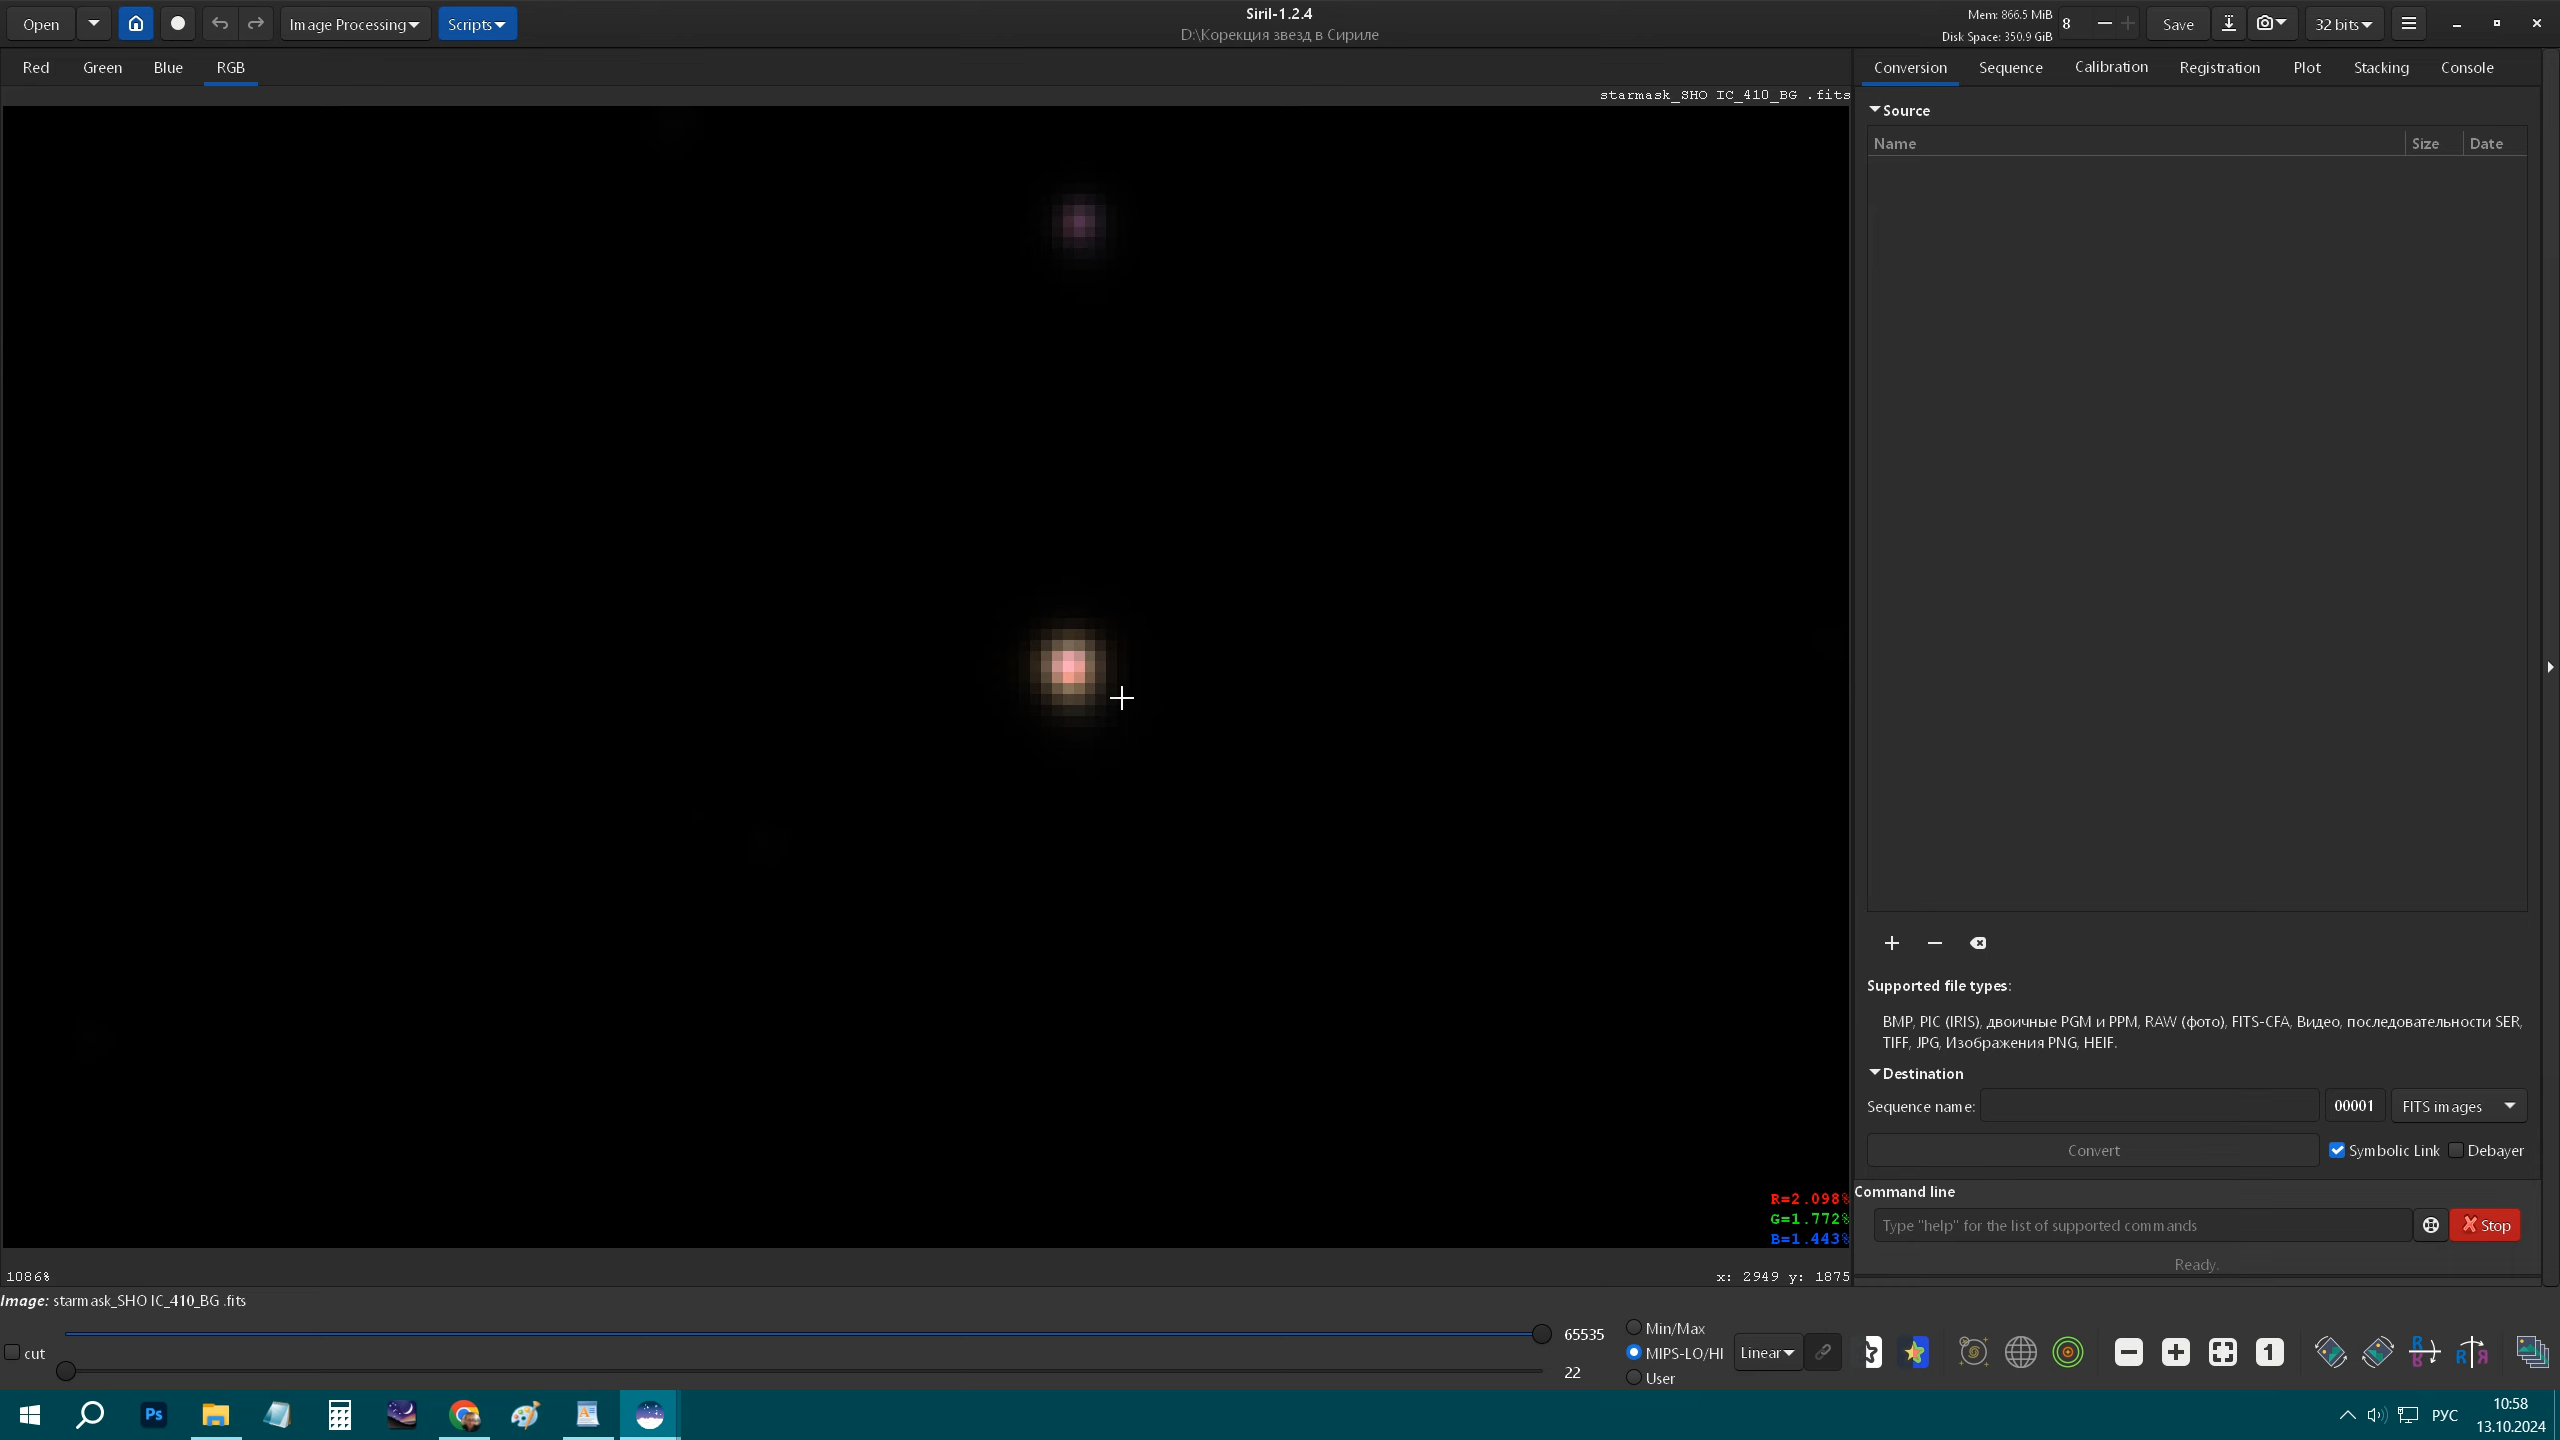 Open
Image Processing
Scripts
Siril-1.2.4
D:\Корекция звезд в Сириле
Mem: 866.5 MiB
Disk Space: 350.9 GiB
8
Save
32 bits
Red Green Blue RGB
starmask_SHO IC_410_BG .fits
Conversion Sequence Calibration Registration Plot Stacking Console
Source
Name Size Date
Supported file types:
BMP, PIC (IRIS), двоичные PGM и PPM, RAW (фото), FITS-CFA, Видео, последовательности SER,
TIFF, JPG, Изображения PNG, HEIF.
Destination
Sequence name: 00001 FITS images
Convert Symbolic Link Debayer
Command line
Type "help" for the list of supported commands Stop
Ready.
R=2.098%
G=1.772%
B=1.443%
1086%
x: 2949 y: 1875
Image: starmask_SHO IC_410_BG .fits
cut
65535
22
Min/Max
MIPS-LO/HI
User
Linear
1
R
R
R R
Ps
РУС
10:58
13.10.2024